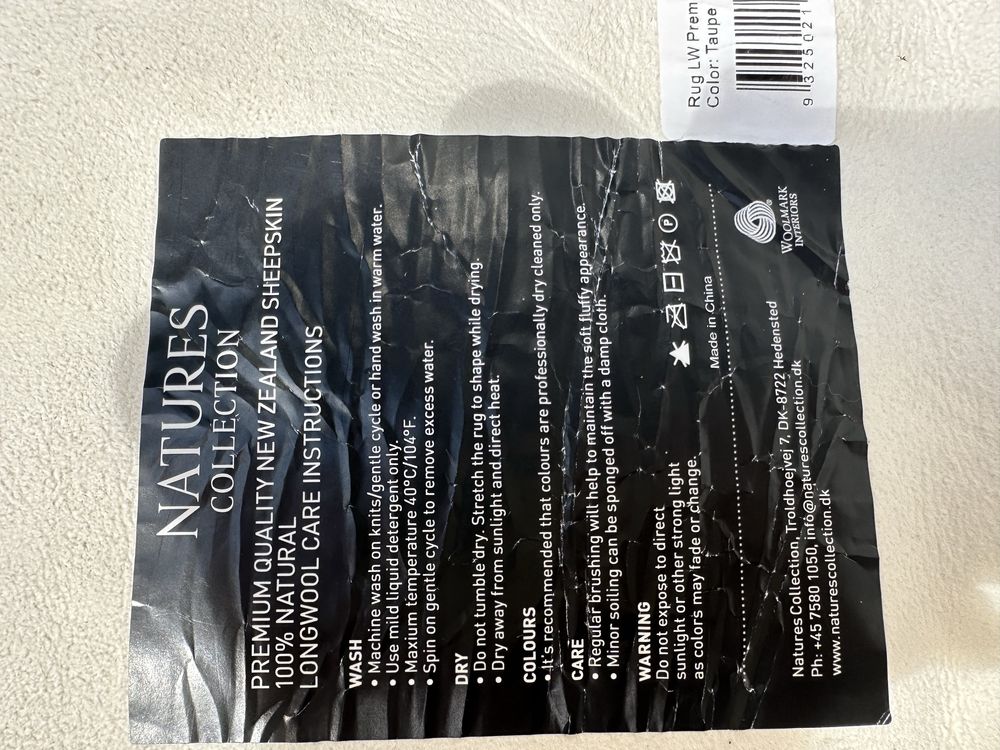 NATURES
COLLECTION
PREMIUM QUALITY NEW ZEALAND SHEEPSKIN
100% NATURAL
LONGWOOL CARE INSTRUCTIONS
WASH
• Machine wash on knits/gentle cycle or hand wash in warm water.
• Use mild liquid detergent only.
• Maxium temperature 40°C/104°F.
• Spin on gentle cycle to remove excess water.
DRY
• Do not tumble dry. Stretch the rug to shape while drying.
• Dry away from sunlight and direct heat.
COLOURS
• It's recommended that colours are professionally dry cleaned only.
CARE
• Regular brushing will help to maintain the soft fluffy appearance.
• Minor soiling can be sponged off with a damp cloth.
WARNING
Do not expose to direct
sunlight or other strong light
as colors may fade or change.
P
Made in China
WOOLMARK
INTERIORS
Natures Collection, Troldhoejvej 7, DK-8722 Hedensted
Ph: +45 7580 1050, info@naturescollection.dk
www.naturescollection.dk
Rug LW Prem
Color: Taupe
9 325021